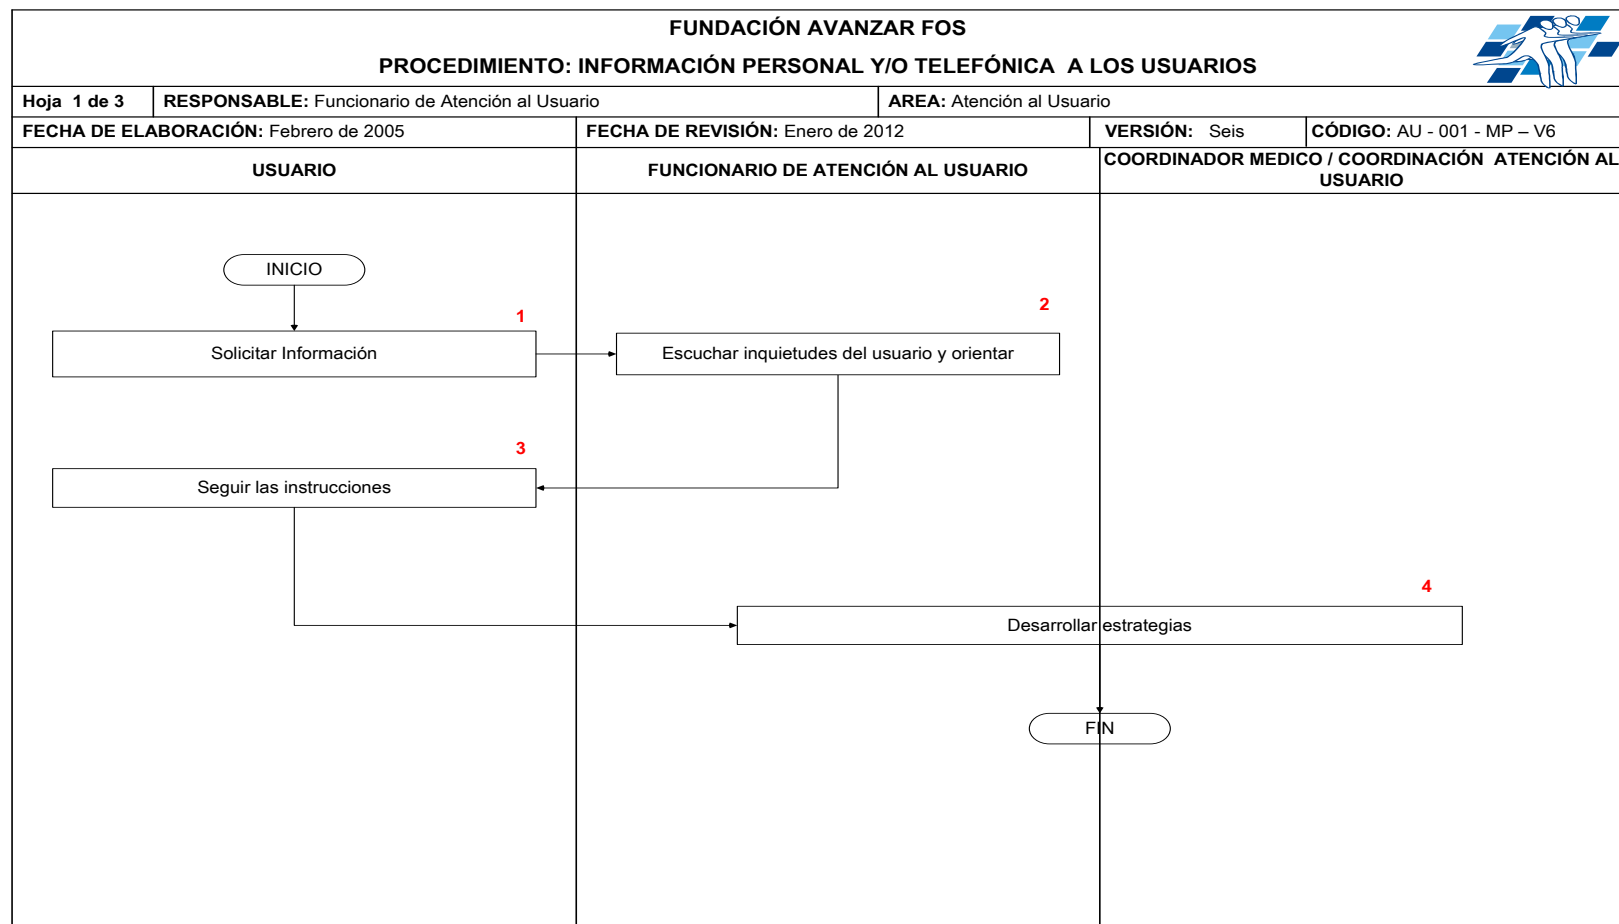 FUNDACIÓN AVANZAR FOS
PROCEDIMIENTO: INFORMACIÓN PERSONAL Y/O TELEFÓNICA A LOS USUARIOS
Hoja 1 de 3 RESPONSABLE: Funcionario de Atención al Usuario AREA: Atención al Usuario
FECHA DE ELABORACIÓN: Febrero de 2005 FECHA DE REVISIÓN: Enero de 2012 VERSIÓN: Seis CÓDIGO: AU - 001 - MP – V6
USUARIO
FUNCIONARIO DE ATENCIÓN AL USUARIO
COORDINADOR MEDICO / COORDINACIÓN ATENCIÓN AL
USUARIO
INICIO
1
Solicitar Información
2
Escuchar inquietudes del usuario y orientar
3
Seguir las instrucciones
4
Desarrollar estrategias
FIN